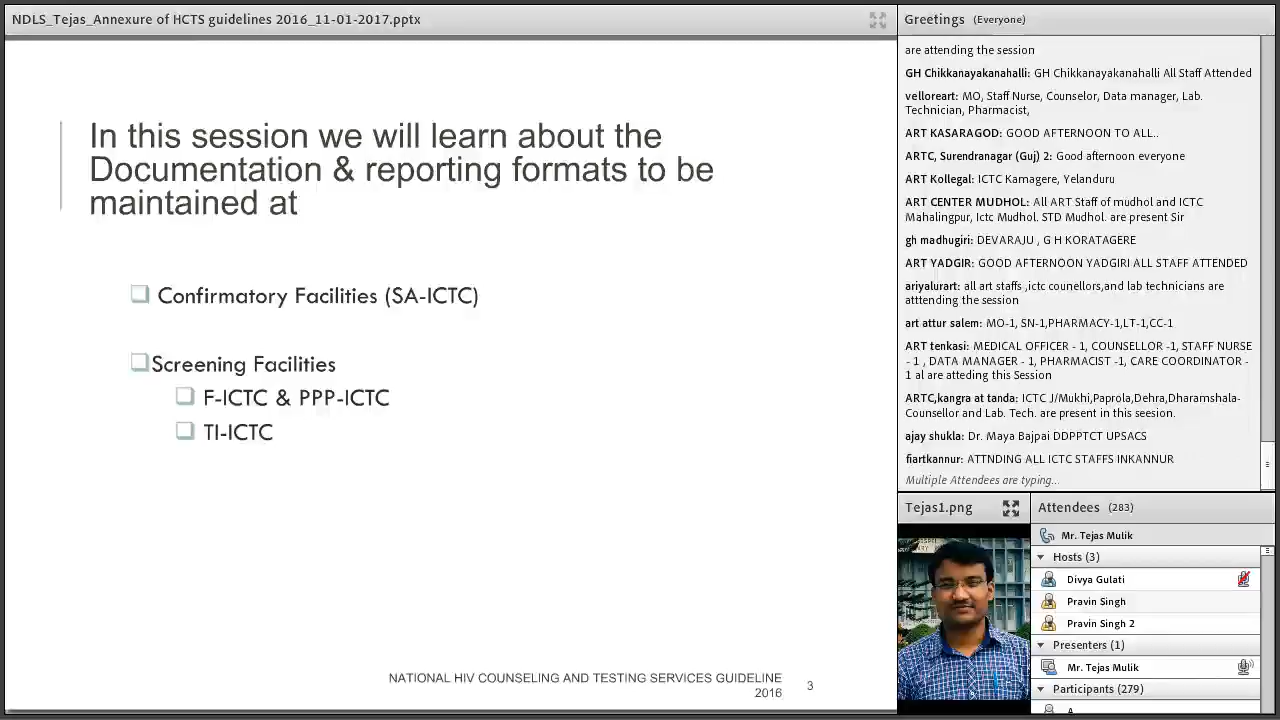 NDLS_Tejas_Annexure of HCTS guidelines 2016_11-01-2017.pptx
In this session we will learn about the
Documentation & reporting formats to be
maintained at
Confirmatory Facilities (SA-ICTC)
Screening Facilities
F-ICTC & PPP-ICTC
TI-ICTC
NATIONAL HIV COUNSELING AND TESTING SERVICES GUIDELINE
2016
3
Greetings (Everyone)
are attending the session
GH Chikkanayakanahalli: GH Chikkanayakanahalli All Staff Attended
velloreart: MO, Staff Nurse, Counselor, Data manager, Lab.
Technician, Pharmacist,
ART KASARAGOD: GOOD AFTERNOON TO ALL..
ARTC, Surendranagar (Guj) 2: Good afternoon everyone
ART Kollegal: ICTC Kamagere, Yelanduru
ART CENTER MUDHOL: All ART Staff of mudhol and ICTC
Mahalingpur, Ictc Mudhol. STD Mudhol. are present Sir
gh madhugiri: DEVARAJU , G H KORATAGERE
ART YADGIR: GOOD AFTERNOON YADGIRI ALL STAFF ATTENDED
ariyalurart: all art staffs ,ictc counellors,and lab technicians are
atttending the session
art attur salem: MO-1, SN-1,PHARMACY-1,LT-1,CC-1
ART tenkasi: MEDICAL OFFICER - 1, COUNSELLOR -1, STAFF NURSE
- 1 , DATA MANAGER - 1, PHARMACIST -1, CARE COORDINATOR -
1 al are atteding this Session
ARTC,kangra at tanda: ICTC J/Mukhi,Paprola,Dehra,Dharamshala-
Counsellor and Lab. Tech. are present in this seesion.
ajay shukla: Dr. Maya Bajpai DDPPTCT UPSACS
fiartkannur: ATTNDING ALL ICTC STAFFS INKANNUR
Multiple Attendees are typing...
Tejas1.png
Attendees (283)
Mr. Tejas Mulik
Hosts (3)
Divya Gulati
Pravin Singh
Pravin Singh 2
Presenters (1)
Mr. Tejas Mulik
Participants (279)